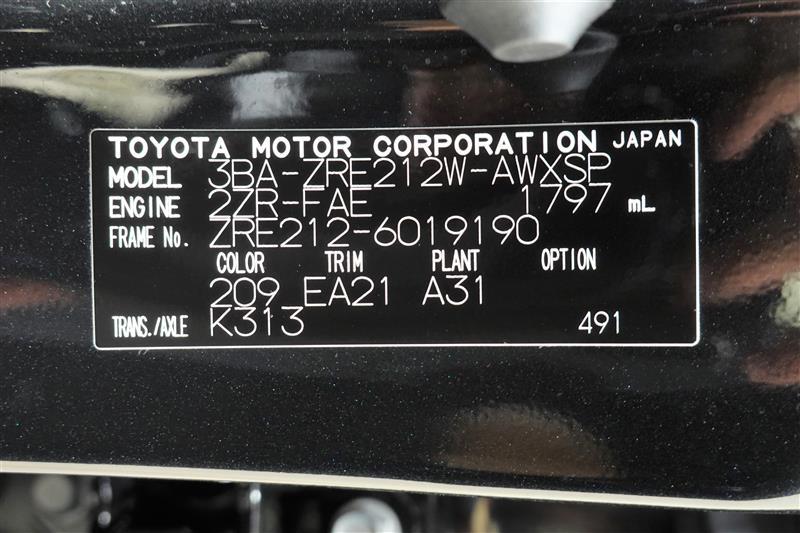 TOYOTA MOTOR CORPORATION JAPAN
MODEL 3BA-ZRE212W-AWXSP
ENGINE 2ZR-FAE 1797 mL
FRAME No. ZRE212-6019190
COLOR TRIM PLANT OPTION
209 EA21 A31
TRANS./AXLE K313 491